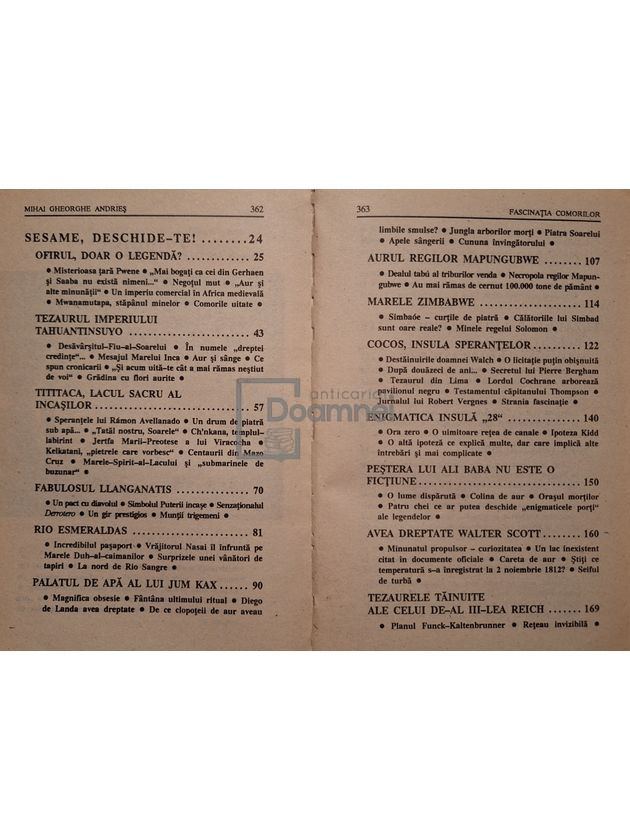 MIHAI GHEORGHE ANDRIEȘ 362
SESAME, DESCHIDE-TE! ........24
OFIRUL, DOAR O LEGENDĂ? ............ 25
● Misterioasa țară Pwene ● „Mai bogați ca cei din Gerhaen
și Saaba nu există nimeni...“ ● Negoțul mut ● „Aur și
alte minunății“ ● Un imperiu comercial în Africa medievală
● Mwanamutapa, stăpânul minelor ● Comorile uitate ●
TEZAURUL IMPERIULUI
TAHUANTINSUYO ........................ 43
● Desăvârșitul-Fiu-al-Soarelui ● În numele „dreptei
credințe“... ● Mesajul Marelui Inca ● Aur și sânge ● Ce
spun cronicarii ● „Și acum uită-te cât a mai rămas neștiut
de voi“ ● Grădina cu flori aurite ●
TITITACA, LACUL SACRU AL
INCAȘILOR ................................ 57
● Speranțele lui Rámon Avellanado ● Un drum de piatră
sub apă... ● „Tatăl nostru, Soarele“ ● Ch'nkana, templul-
labirint ● Jertfa Marii-Preotese a lui Viracocha ●
Kelkatani, „pietrele care vorbesc“ ● Centaurii din Mazo
Cruz ● Marele-Spirit-al-Lacului și „submarinele de
buzunar“ ●
FABULOSUL LLANGANATIS ................ 70
● Un pact cu diavolul ● Simbolul Puterii incașe ● Senzaționalul
Derrotero ● Un gir prestigios ● Munții trigemeni ●
RIO ESMERALDAS ........................ 81
● Incredibilul pașaport ● Vrăjitorul Nasai îl înfruntă pe
Marele Duh-al-caimanilor ● Surprizele unei vânători de
tapiri ● La nord de Rio Sangre ●
PALATUL DE APĂ AL LUI JUM KAX ...... 90
● Magnifica obsesie ● Fântâna ultimului ritual ● Diego
de Landa avea dreptate ● De ce clopoțeii de aur aveau
363 FASCINAȚIA COMORILOR
limbile smulse? ● Jungla arborilor morți ● Piatra Soarelui
● Apele sângerii ● Cununa învingătorului ●
AURUL REGILOR MAPUNGUBWE ........ 107
● Dealul tabú al triburilor venda ● Necropola regilor Mapun-
gubwe ● Au mai rămas de cernut 100.000 tone de pământ ●
MARELE ZIMBABWE ...................... 114
● Simbaóe - curțile de piatră ● Călătoriile lui Simbad
sunt oare reale? ● Minele regelui Solomon ●
COCOS, INSULA SPERANȚELOR .......... 122
● Destăinuirile doamnei Walch ● O licitație puțin obișnuită
● După douăzeci de ani... ● Secretul lui Pierre Bergham
● Tezaurul din Lima ● Lordul Cochrane arborează
pavilionul negru ● Testamentul căpitanului Thompson ●
Jurnalul lui Robert Vergnes ● Strania fascinație ●
ENIGMATICA INSULĂ „28“ ................ 140
● Ora zero ● O uimitoare rețea de canale ● Ipoteza Kidd
● O altă ipoteză ce explică multe, dar care implică alte
întrebări și mai complicate ●
PEȘTERA LUI ALI BABA NU ESTE O
FICȚIUNE ................................ 150
● O lume dispărută ● Colina de aur ● Orașul morților
● Patru chei ce ar putea deschide „enigmaticele porți“
ale legendelor ●
AVEA DREPTATE WALTER SCOTT ........ 160
● Minunatul propulsor - curiozitatea ● Un lac inexistent
citat în documente oficiale ● Careta de aur ● Știți ce
temperatură s-a înregistrat la 2 noiembrie 1812? ● Seiful
de turbă ●
TEZAURELE TĂINUITE
ALE CELUI DE-AL III-LEA REICH ....... 169
● Planul Funck-Kaltenbrunner ● Rețeau invizibilă ●
anticariat
Doamnei